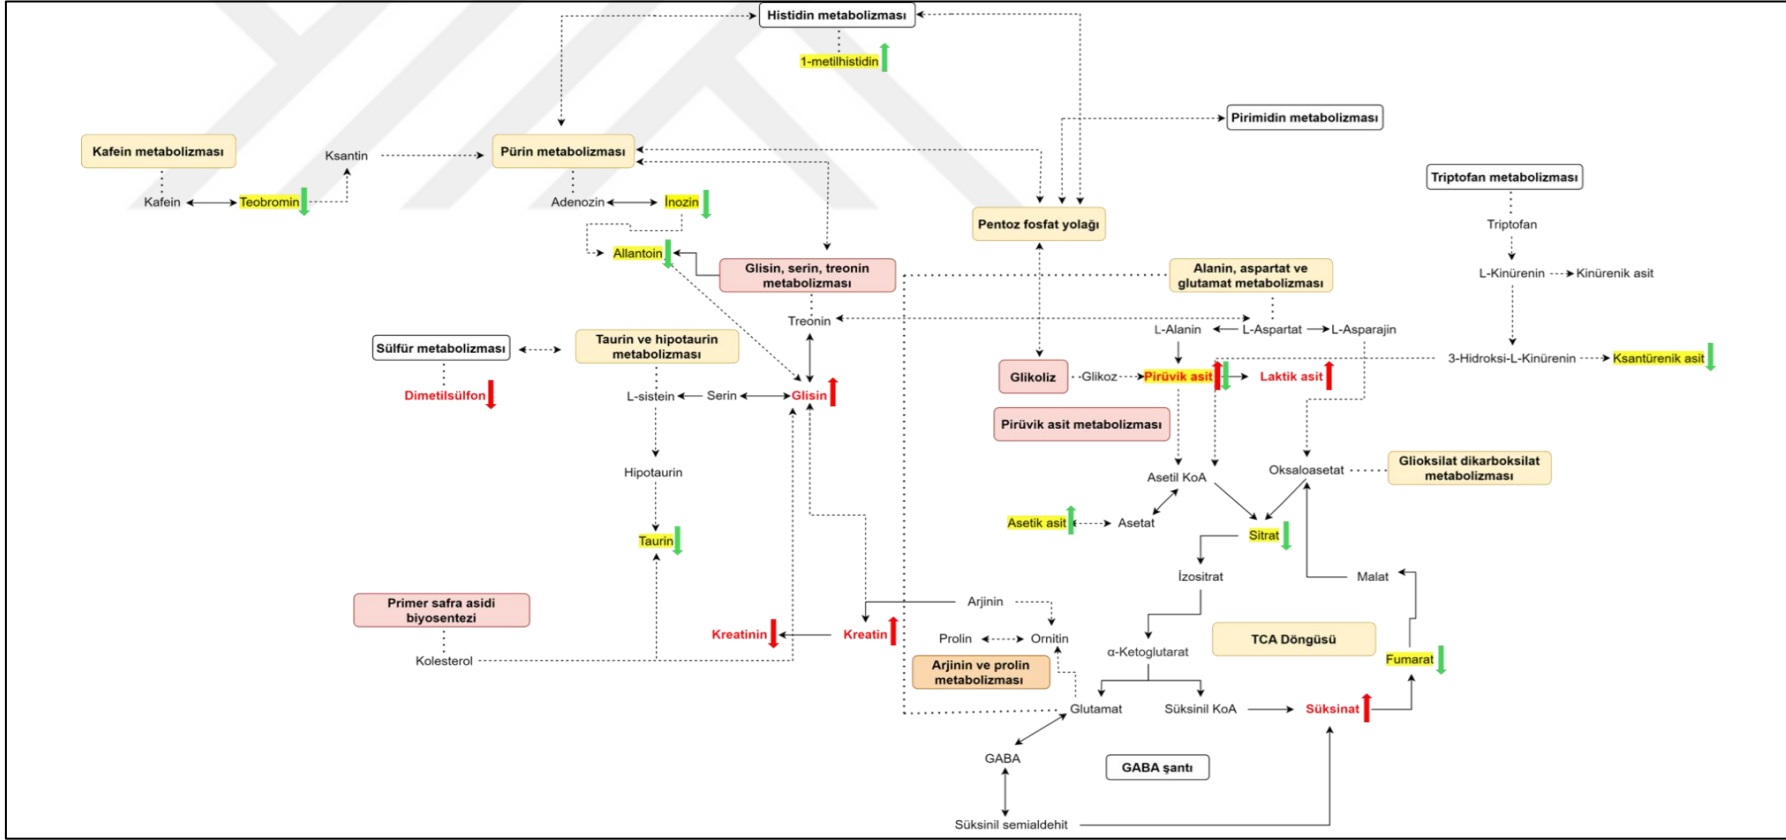 Histidin metabolizması
1-metilhistidin
Pirimidin metabolizması
Kafein metabolizması
Ksantin
Pürin metabolizması
Triptofan metabolizması
Kafein
Teobromin
Adenozin
İnozin
Pentoz fosfat yolağı
Triptofan
Allantoin
Glisin, serin, treonin
metabolizması
Alanin, aspartat ve
glutamat metabolizması
L-Kinürenin
Kinürenik asit
Treonin
L-Alanin
L-Aspartat
L-Asparajin
Sülfür metabolizması
Taurin ve hipotaurin
metabolizması
3-Hidroksi-L-Kinürenin
Ksantürenik asit
Glikoliz
Glikoz
Pirüvik asit
Laktik asit
Dimetilsülfon
L-sistein
Serin
Glisin
Pirüvik asit metabolizması
Hipotaurin
Asetil KoA
Oksaloasetat
Glioksilat dikarboksilat
metabolizması
Asetik asit
Asetat
Sitrat
Taurin
İzositrat
Malat
Primer safra asidi
biyosentezi
Arjinin
Kreatinin
Kreatin
Prolin
Ornitin
TCA Döngüsü
α-Ketoglutarat
Fumarat
Kolesterol
Arjinin ve prolin
metabolizması
Glutamat
Süksinil KoA
Süksinat
GABA
GABA şantı
Süksinil semialdehit